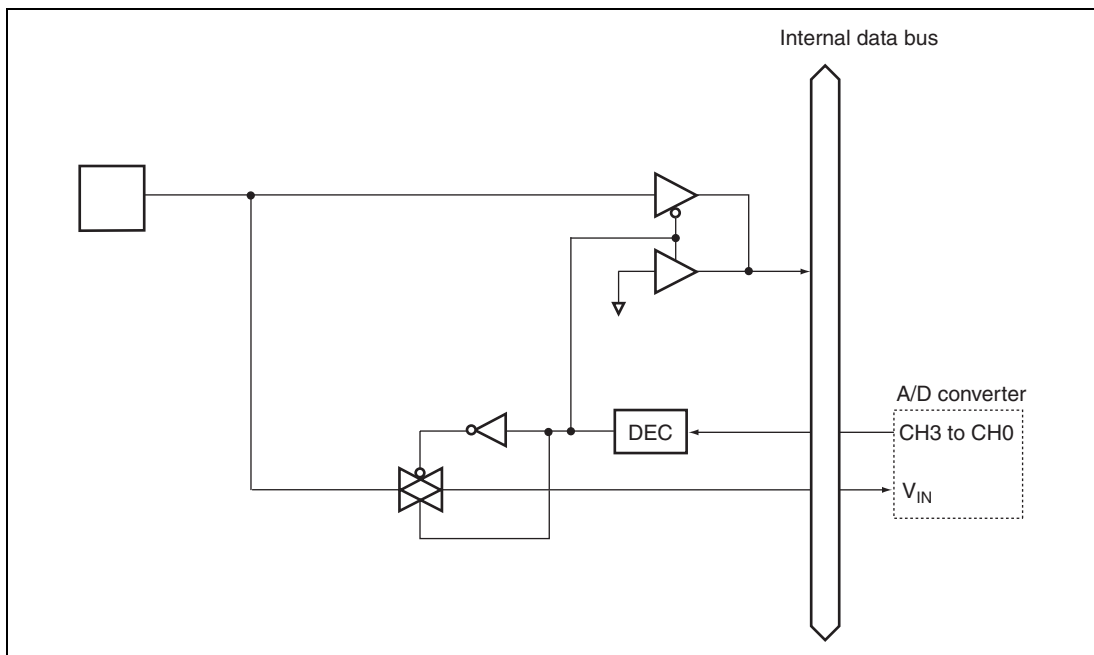 Internal data bus
A/D converter
DEC
CH3 to CH0
VIN